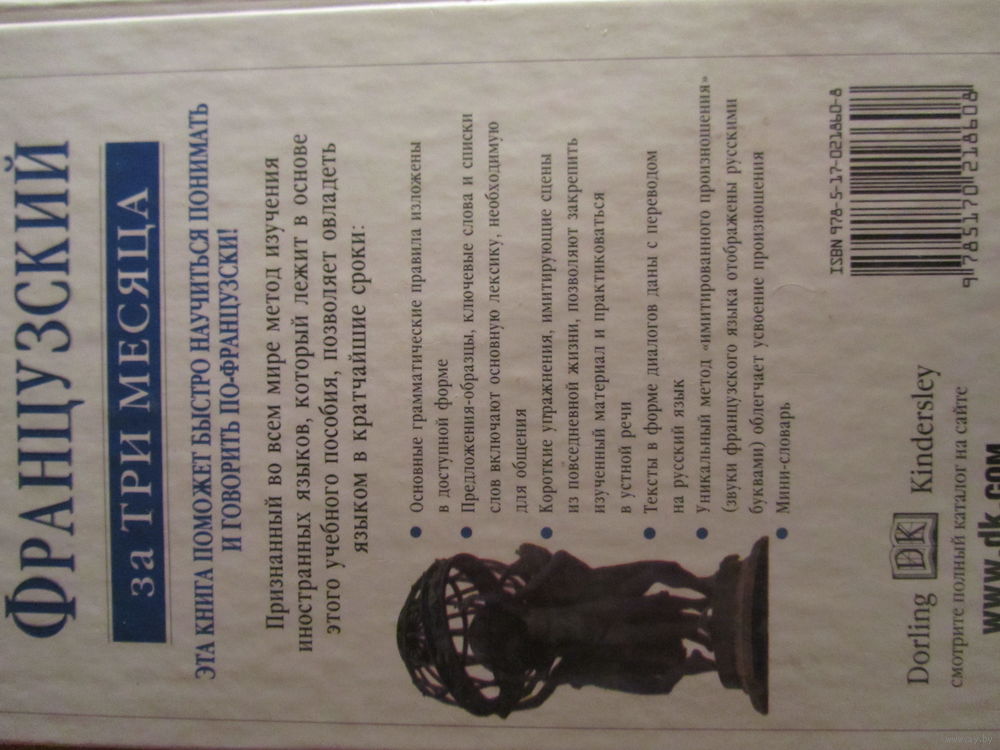 ФРАНЦУЗСКИЙ
за ТРИ МЕСЯЦА
ЭТА КНИГА ПОМОЖЕТ БЫСТРО НАУЧИТЬСЯ ПОНИМАТЬ
И ГОВОРИТЬ ПО-ФРАНЦУЗСКИ!
Признанный во всем мире метод изучения
иностранных языков, который лежит в основе
этого учебного пособия, позволяет овладеть
языком в кратчайшие сроки:
• Основные грамматические правила изложены
в доступной форме
• Предложения-образцы, ключевые слова и списки
слов включают основную лексику, необходимую
для общения
• Короткие упражнения, имитирующие сцены
из повседневной жизни, позволяют закрепить
изученный материал и практиковаться
в устной речи
• Тексты в форме диалогов даны с переводом
на русский язык
• Уникальный метод «имитированного произношения»
(звуки французского языка отображены русскими
буквами) облегчает усвоение произношения
• Мини-словарь
ISBN 978-5-17-021860-8
9 785170 218608
Dorling DK Kindersley
смотрите полный каталог на сайте
www.dk.com
www.ay.by